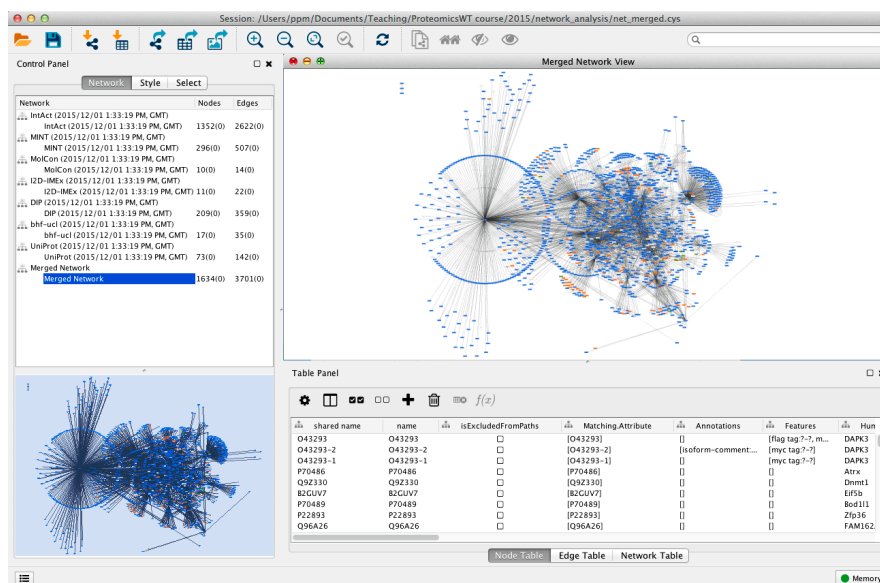 Session: /Users/ppm/Documents/Teaching/ProteomicsWT course/2015/network_analysis/net_merged.cys
Control Panel
Network Style Select
Network Nodes Edges
IntAct (2015/12/01 1:33:19 PM, GMT)
IntAct (2015/12/01 1:33:19 PM, GMT) 1352(0) 2622(0)
MINT (2015/12/01 1:33:19 PM, GMT)
MINT (2015/12/01 1:33:19 PM, GMT) 296(0) 507(0)
MolCon (2015/12/01 1:33:19 PM, GMT)
MolCon (2015/12/01 1:33:19 PM, GMT) 10(0) 14(0)
I2D-IMEx (2015/12/01 1:33:19 PM, GMT)
I2D-IMEx (2015/12/01 1:33:19 PM, GMT) 11(0) 22(0)
DIP (2015/12/01 1:33:19 PM, GMT)
DIP (2015/12/01 1:33:19 PM, GMT) 209(0) 359(0)
bhf-ucl (2015/12/01 1:33:19 PM, GMT)
bhf-ucl (2015/12/01 1:33:19 PM, GMT) 17(0) 35(0)
UniProt (2015/12/01 1:33:19 PM, GMT)
UniProt (2015/12/01 1:33:19 PM, GMT) 73(0) 142(0)
Merged Network
Merged Network 1634(0) 3701(0)
Merged Network View
Table Panel
f(x)
shared name name isExcludedFromPaths Matching.Attribute Annotations Features Hum
O43293 O43293 [O43293] [] [flag tag:?-?, m... DAPK3
O43293-2 O43293-2 [O43293-2] [isoform-comment:... [myc tag:?-?] DAPK3
O43293-1 O43293-1 [O43293-1] [] [myc tag:?-?] DAPK3
P70486 P70486 [P70486] [] [] Atrx
Q9Z330 Q9Z330 [Q9Z330] [] [] Dnmt1
B2GUV7 B2GUV7 [B2GUV7] [] [] Eif5b
P70489 P70489 [P70489] [] [] Bod1l1
P22893 P22893 [P22893] [] [] Zfp36
Q96A26 Q96A26 [Q96A26] [] [] FAM162.
Node Table Edge Table Network Table
Memory